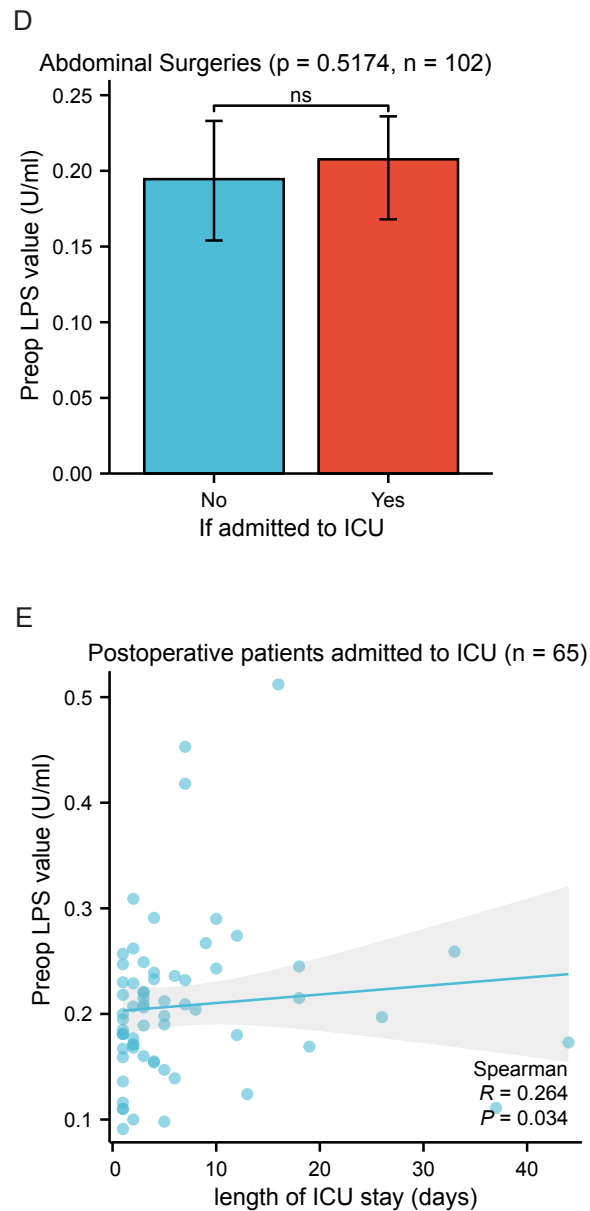 D
Abdominal Surgeries (p = 0.5174, n = 102)
ns
Preop LPS value (U/ml)
0.25
0.20
0.15
0.10
0.05
0.00
No Yes
If admitted to ICU
E
Postoperative patients admitted to ICU (n = 65)
Preop LPS value (U/ml)
0.5
0.4
0.3
0.2
0.1
Spearman
R = 0.264
P = 0.034
0 10 20 30 40
length of ICU stay (days)